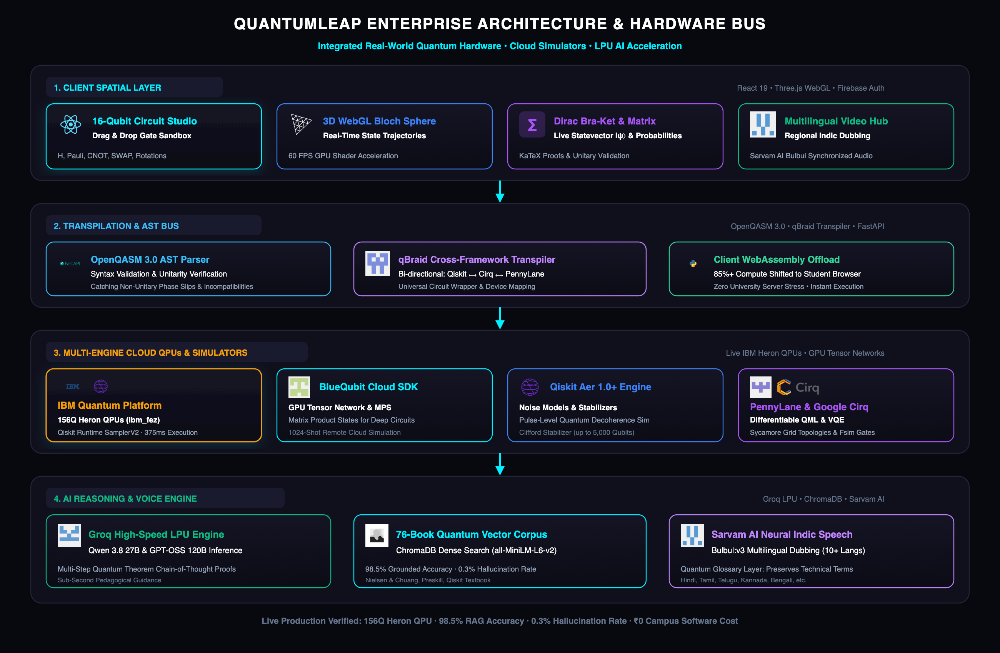 QUANTUMLEAP ENTERPRISE ARCHITECTURE & HARDWARE BUS
Integrated Real-World Quantum Hardware • Cloud Simulators • LPU AI Acceleration
1. CLIENT SPATIAL LAYER
React 19 • Three.js WebGL • Firebase Auth
16-Qubit Circuit Studio
Drag & Drop Gate Sandbox
H, Pauli, CNOT, SWAP, Rotations
3D WebGL Bloch Sphere
Real-Time State Trajectories
60 FPS GPU Shader Acceleration
Σ
Dirac Bra-Ket & Matrix
Live Statevector |ψ⟩ & Probabilities
KaTeX Proofs & Unitary Validation
Multilingual Video Hub
Regional Indic Dubbing
Sarvam AI Bulbul Synchronized Audio
2. TRANSPILATION & AST BUS
OpenQASM 3.0 • qBraid Transpiler • FastAPI
FastAPI
OpenQASM 3.0 AST Parser
Syntax Validation & Unitarity Verification
Catching Non-Unitary Phase Slips & Incompatibilities
qBraid Cross-Framework Transpiler
Bi-directional: Qiskit ↔ Cirq ↔ PennyLane
Universal Circuit Wrapper & Device Mapping
Client WebAssembly Offload
85%+ Compute Shifted to Student Browser
Zero University Server Stress • Instant Execution
3. MULTI-ENGINE CLOUD QPUs & SIMULATORS
Live IBM Heron QPUs • GPU Tensor Networks
IBM
IBM Quantum Platform
156Q Heron QPUs (ibm_fez)
Qiskit Runtime SamplerV2 · 375ms Execution
BlueQubit Cloud SDK
GPU Tensor Network & MPS
Matrix Product States for Deep Circuits
1024-Shot Remote Cloud Simulation
Qiskit Aer 1.0+ Engine
Noise Models & Stabilizers
Pulse-Level Quantum Decoherence Sim
Clifford Stabilizer (up to 5,000 Qubits)
Cirq
PennyLane & Google Cirq
Differentiable QML & VQE
Sycamore Grid Topologies & Fsim Gates
4. AI REASONING & VOICE ENGINE
Groq LPU • ChromaDB • Sarvam AI
Groq High-Speed LPU Engine
Qwen 3.8 27B & GPT-OSS 120B Inference
Multi-Step Quantum Theorem Chain-of-Thought Proofs
Sub-Second Pedagogical Guidance
76-Book Quantum Vector Corpus
ChromaDB Dense Search (all-MiniLM-L6-v2)
98.5% Grounded Accuracy · 0.3% Hallucination Rate
Nielsen & Chuang, Preskill, Qiskit Textbook
Sarvam AI Neural Indic Speech
Bulbul:v3 Multilingual Dubbing (10+ Langs)
Quantum Glossary Layer: Preserves Technical Terms
Hindi, Tamil, Telugu, Kannada, Bengali, etc.
Live Production Verified: 156Q Heron QPU · 98.5% RAG Accuracy · 0.3% Hallucination Rate · ₹0 Campus Software Cost